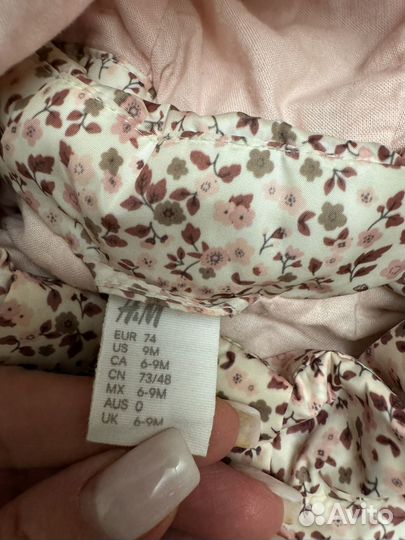 H&M
EUR 74
US 9M
CA 6-9M
CN 73/48
MX 6-9M
AUS 0
UK 6-9M
Avito